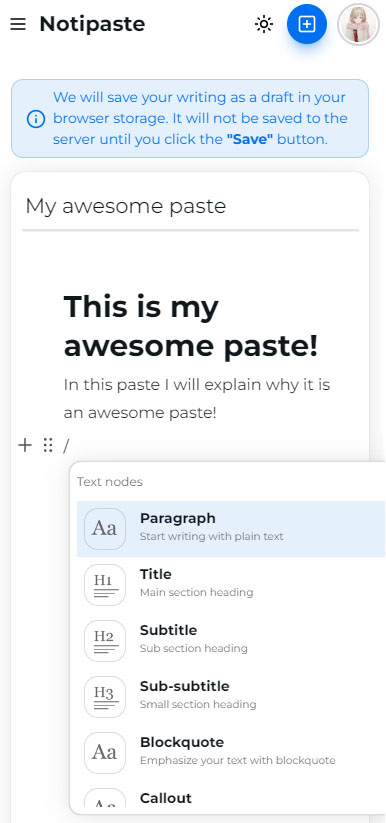 Notipaste
We will save your writing as a draft in your
browser storage. It will not be saved to the
server until you click the "Save" button.
My awesome paste
This is my
awesome paste!
In this paste I will explain why it is
an awesome paste!
/
Text nodes
Aa
Paragraph
Start writing with plain text
H1
Title
Main section heading
H2
Subtitle
Sub section heading
H3
Sub-subtitle
Small section heading
Aa
Blockquote
Emphasize your text with blockquote
Aa
Callout